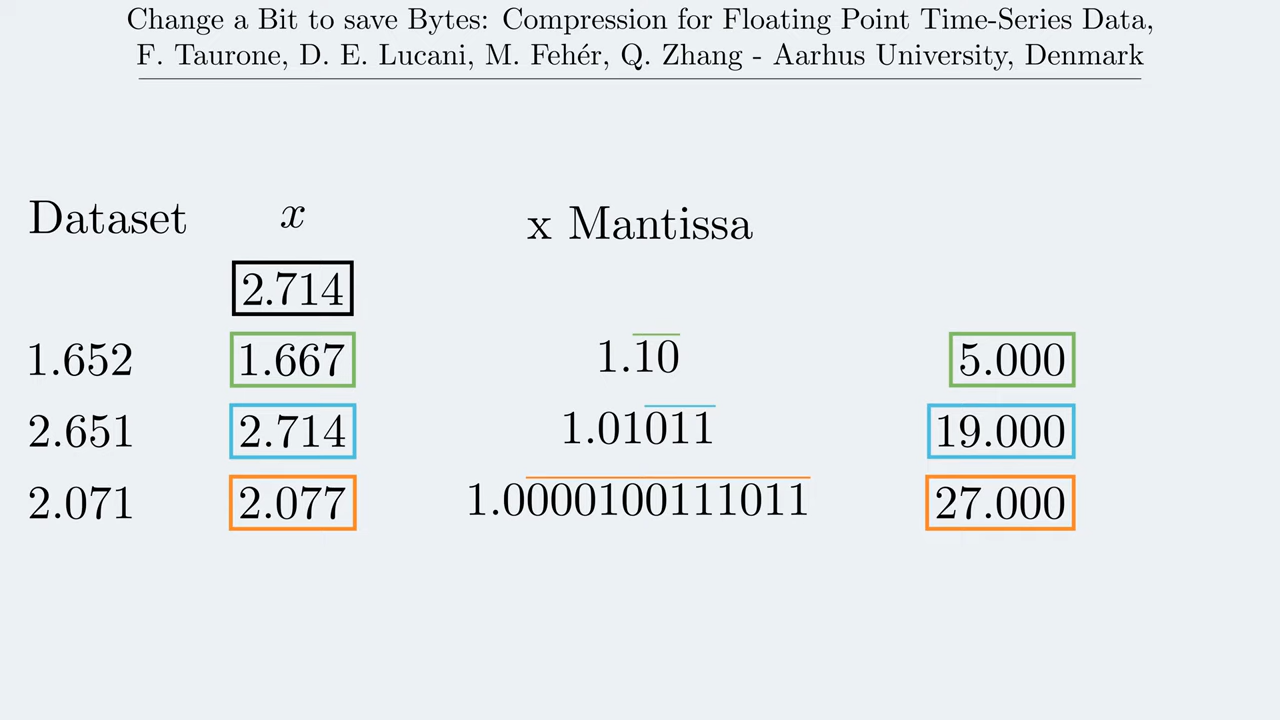 Change a Bit to save Bytes: Compression for Floating Point Time-Series Data,
F. Taurone, D. E. Lucani, M. Fehér, Q. Zhang - Aarhus University, Denmark
Dataset x x Mantissa
2.714
1.652 1.667 1.10 5.000
2.651 2.714 1.01011 19.000
2.071 2.077 1.0000100111011 27.000